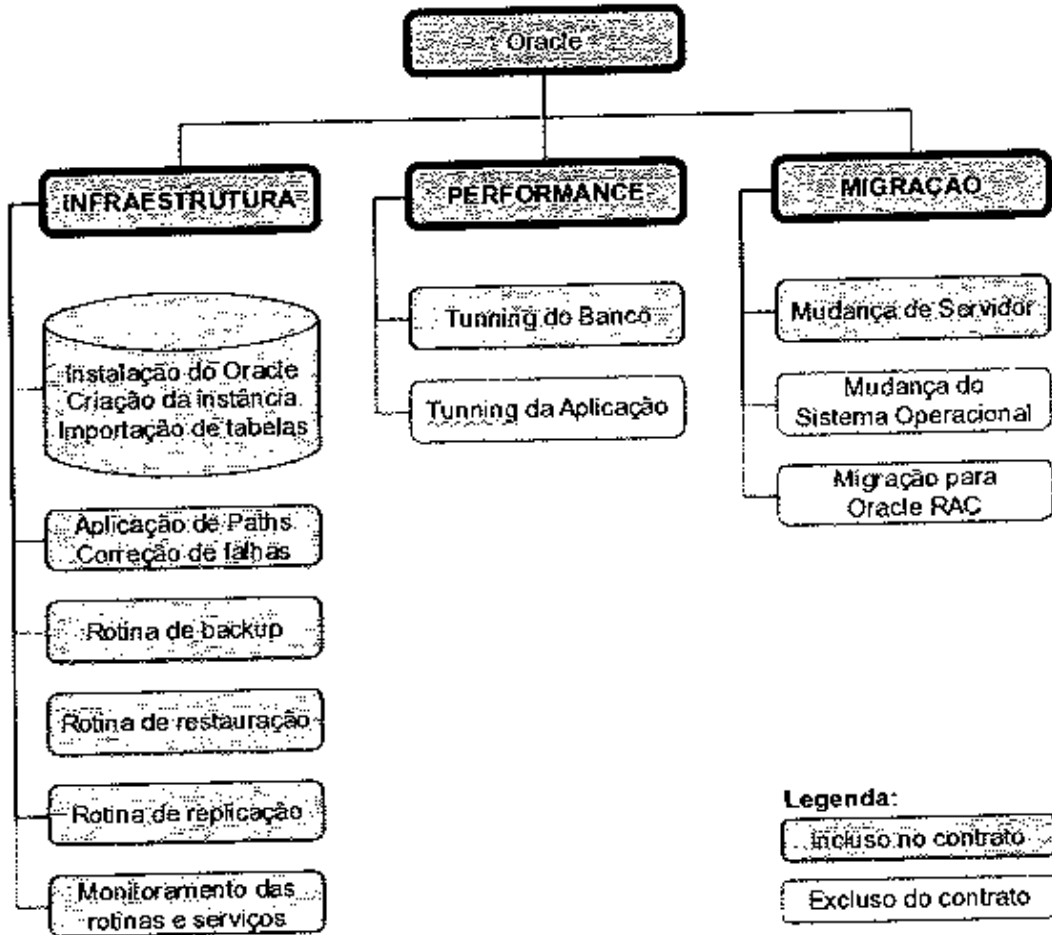 Oracle
INFRAESTRUTURA
PERFORMANCE
MIGRAÇÃO
Instalação do Oracle
Criação da instância
Importação de tabelas
Aplicação de Paths
Correção de falhas
Rotina de backup
Rotina de restauração
Rotina de replicação
Monitoramento das
rotinas e serviços
Tunning do Banco
Tunning da Aplicação
Mudança de Servidor
Mudança do
Sistema Operacional
Migração para
Oracle RAC
Legenda:
Incluso no contrato
Excluso do contrato